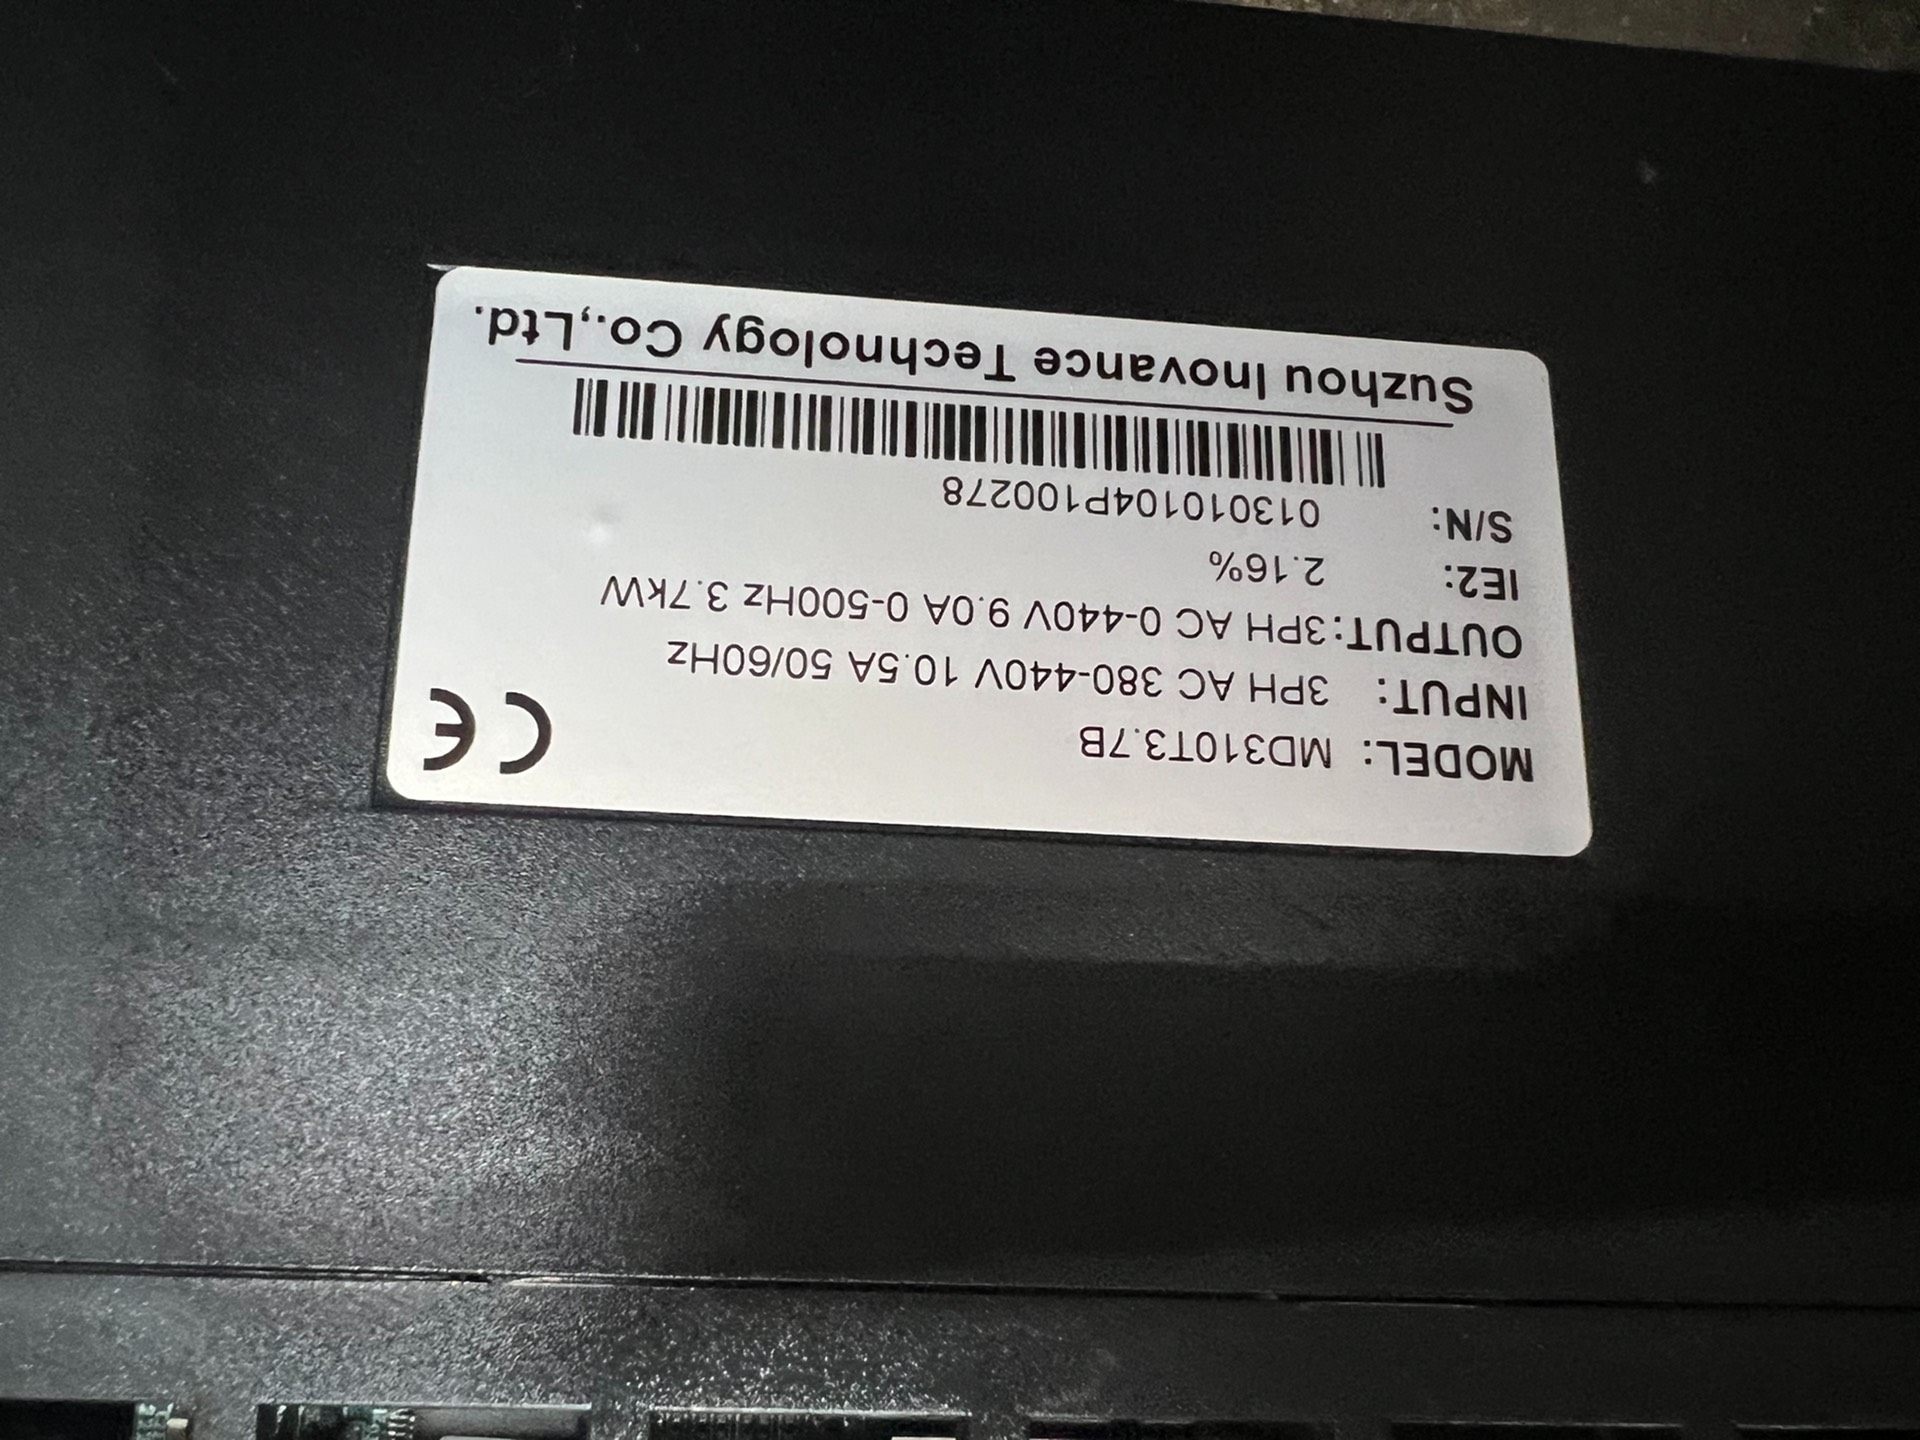 MODEL: MD310T3.7B
INPUT: 3PH AC 380-440V 10.5A 50/60Hz
OUTPUT:3PH AC 0-440V 9.0A 0-500Hz 3.7kW
IE2: 2.16%
S/N: 013010104P100278
Suzhou Inovance Technology Co.,Ltd.
CE